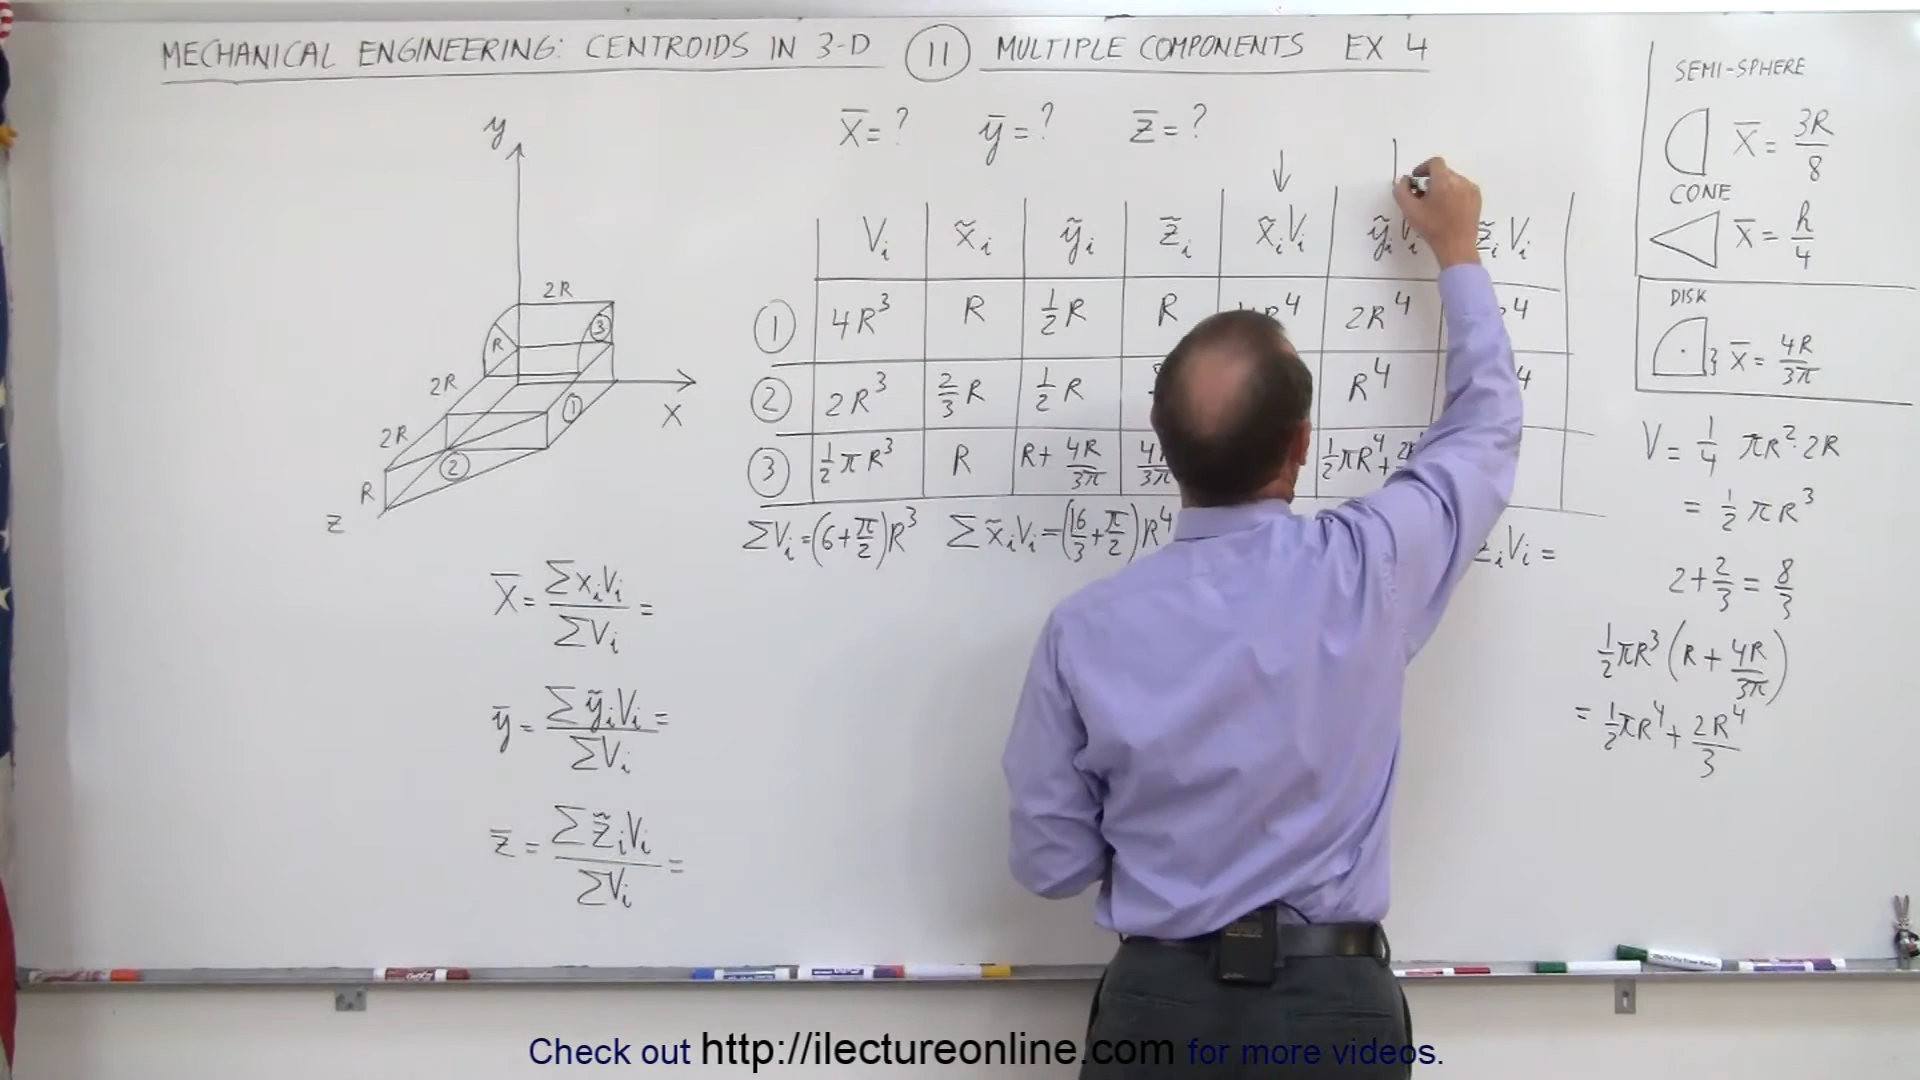 MECHANICAL ENGINEERING: CENTROIDS IN 3-D (11) MULTIPLE COMPONENTS EX 4
X̅ = ? y̅ = ? z̅ = ?
y
2R
R
3
2R
1
X
2R
2
R
Z
Vᵢ x̃ᵢ ỹᵢ z̃ᵢ x̃ᵢVᵢ ỹᵢVᵢ z̃ᵢVᵢ
① 4R³ R ½R R 4R⁴ 2R⁴
② 2R³ ⅔R ½R R⁴
③ ½πR³ R R + 4R/3π ½πR⁴ +
ΣVᵢ = (6 + π/2)R³ Σx̃ᵢVᵢ = (16/3 + π/2)R⁴ z̃ᵢVᵢ =
X̅ = ΣxᵢVᵢ / ΣVᵢ =
y̅ = ΣỹᵢVᵢ / ΣVᵢ =
z̅ = Σz̃ᵢVᵢ / ΣVᵢ =
SEMI-SPHERE
X̅ = 3R/8
CONE
X̅ = h/4
DISK
X̅ = 4R/3π
V = ¼ πR²·2R
= ½ πR³
2 + 2/3 = 8/3
½πR³(R + 4R/3π)
= ½πR⁴ + 2R⁴/3
Check out http://ilectureonline.com for more videos.